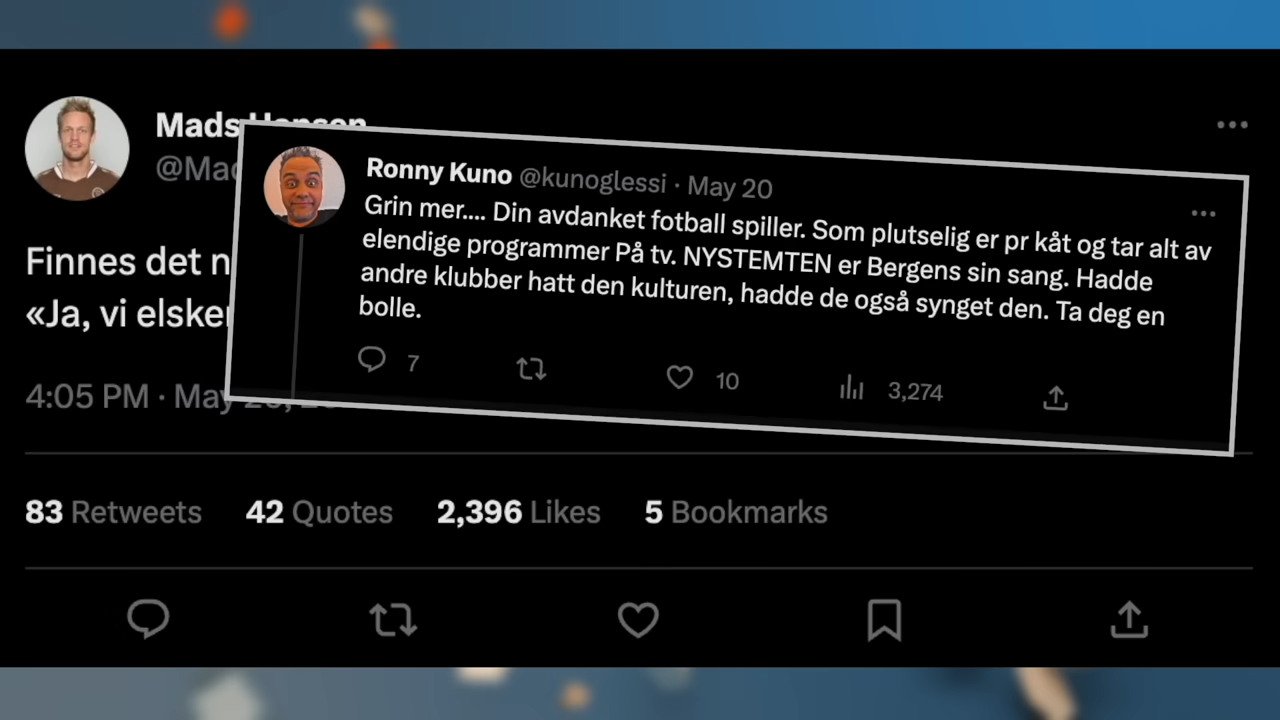 Mads Hansen
@Mad
Ronny Kuno @kunoglessi · May 20
Grin mer.... Din avdanket fotball spiller. Som plutselig er pr kåt og tar alt av
elendige programmer På tv. NYSTEMTEN er Bergens sin sang. Hadde
andre klubber hatt den kulturen, hadde de også synget den. Ta deg en
bolle.
7 10 3,274
Finnes det n
«Ja, vi elsker
4:05 PM · May
83 Retweets 42 Quotes 2,396 Likes 5 Bookmarks